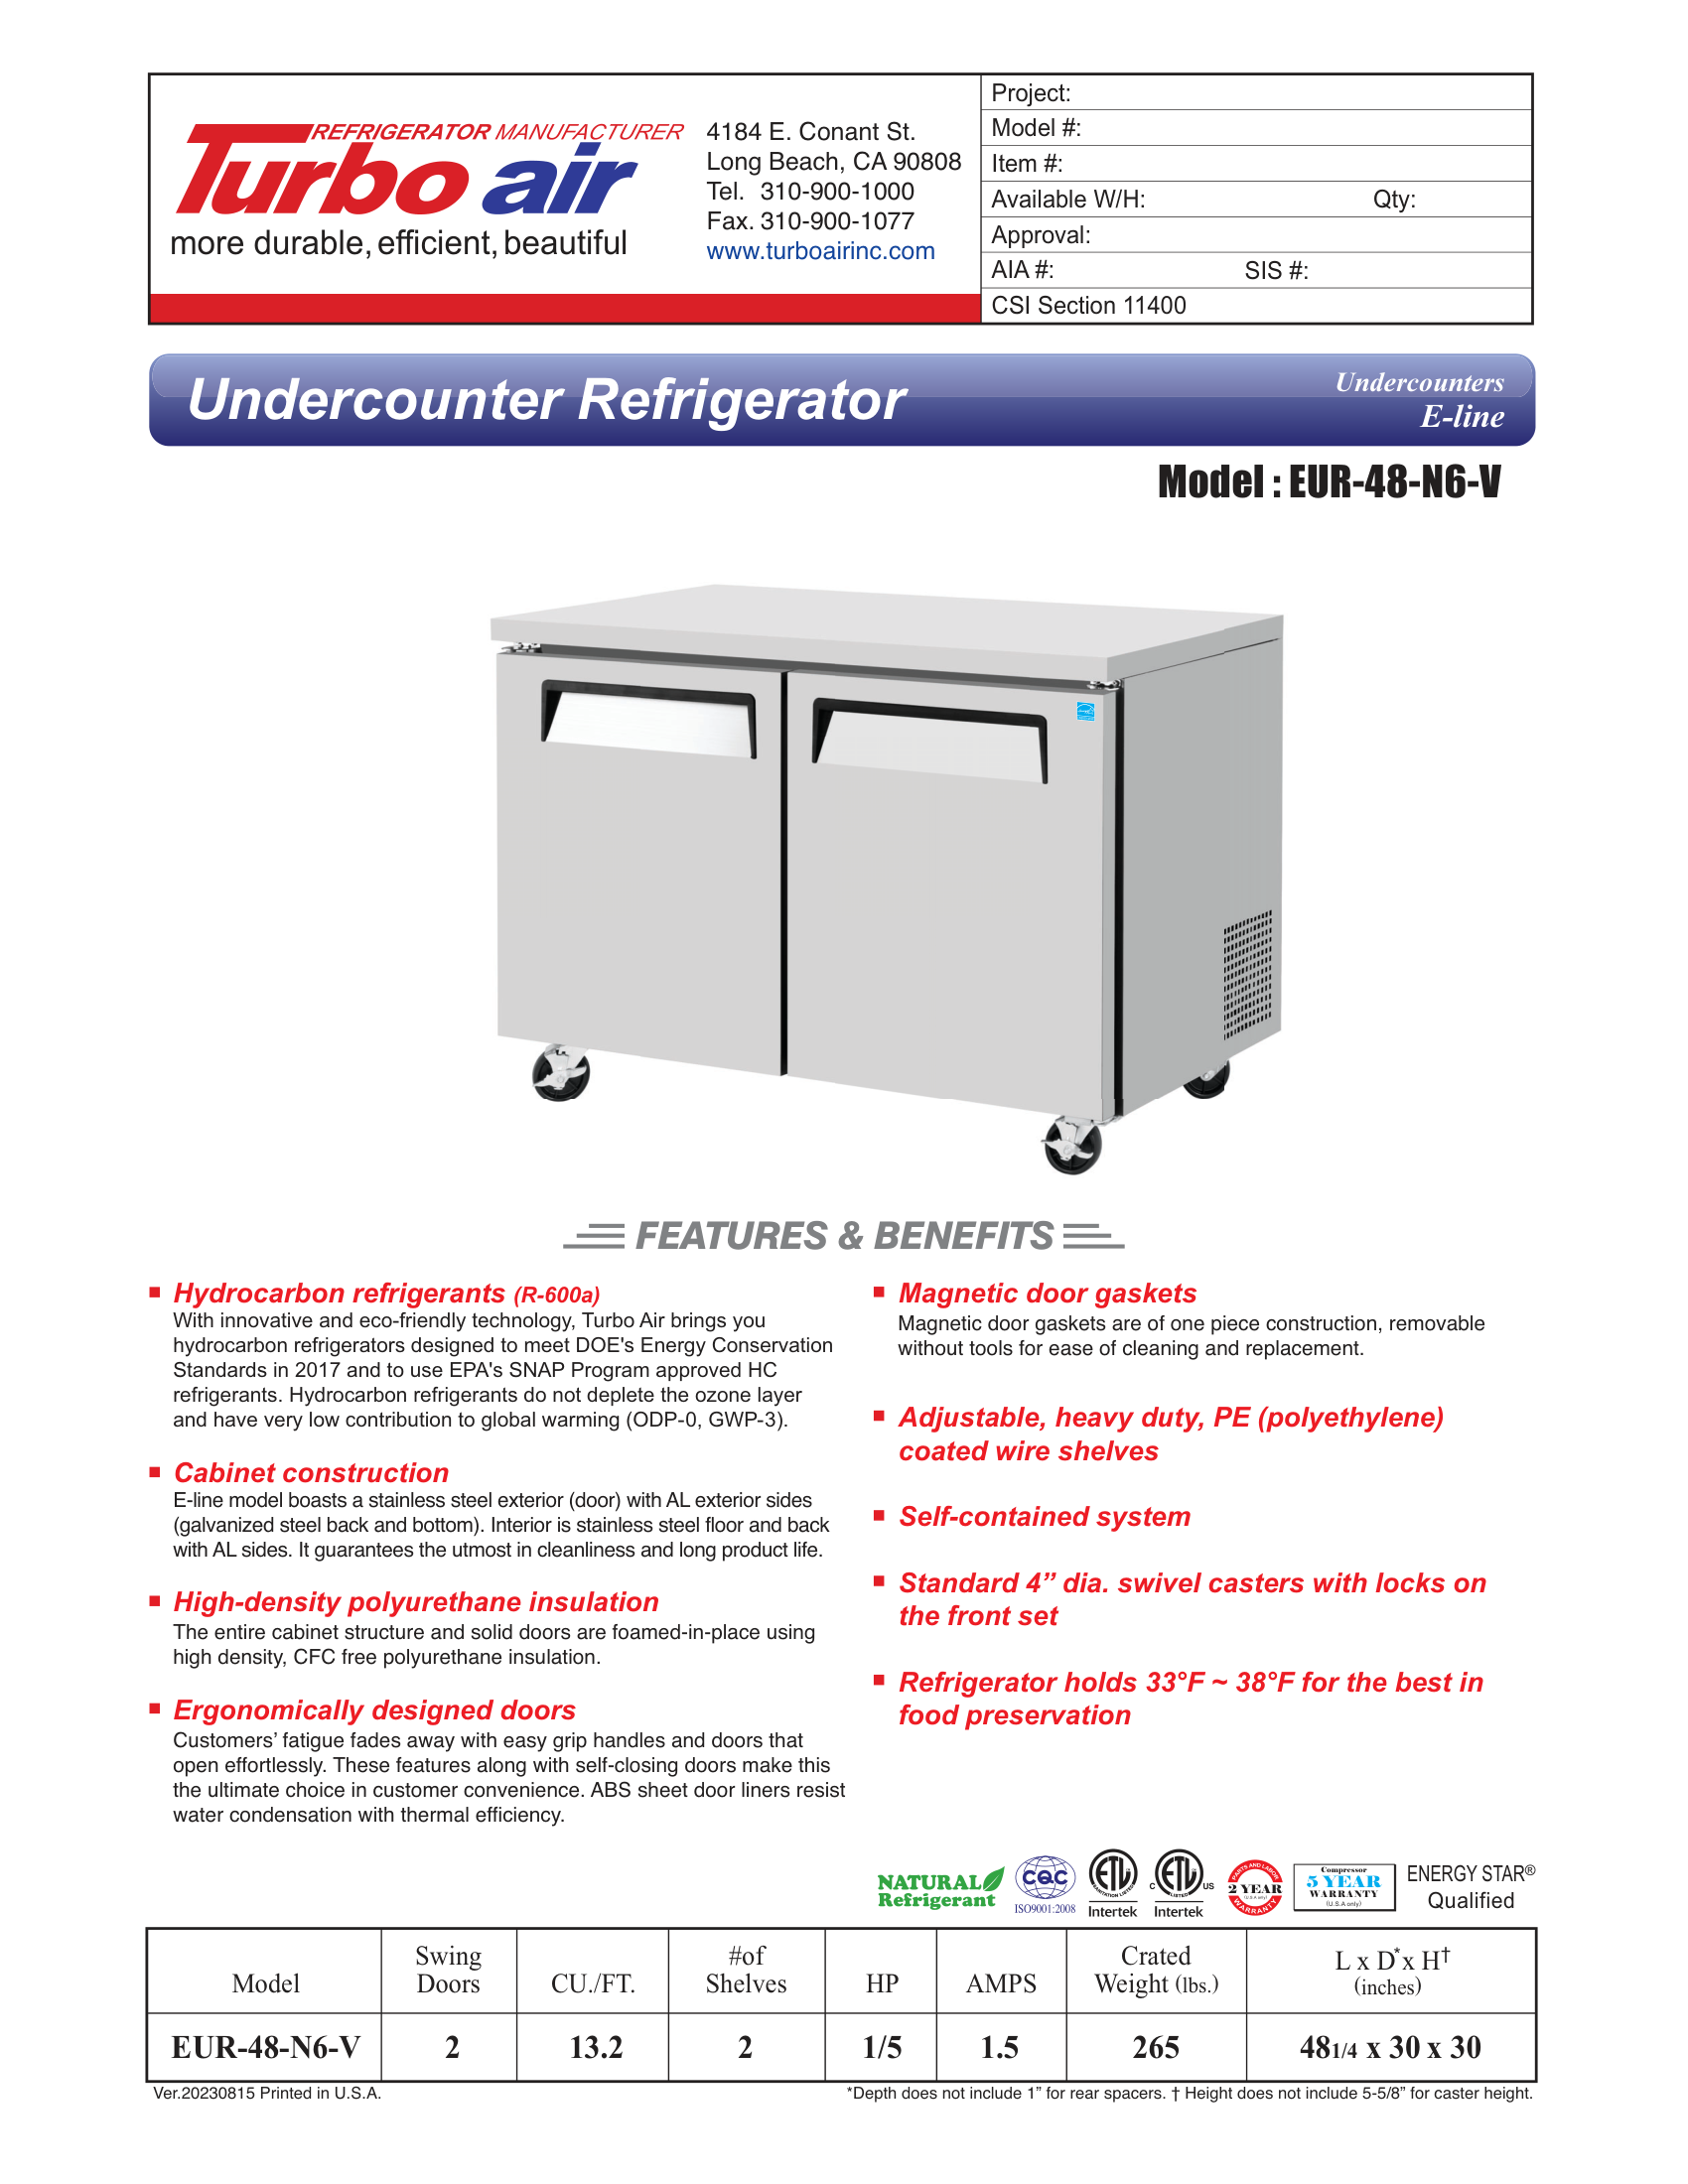 REFRIGERATOR MANUFACTURER
Turbo air
more durable, efficient, beautiful
4184 E. Conant St.
Long Beach, CA 90808
Tel. 310-900-1000
Fax. 310-900-1077
www.turboairinc.com
Project:
Model #:
Item #:
Available W/H: Qty:
Approval:
AIA #: SIS #:
CSI Section 11400
Undercounter Refrigerator
Undercounters
E-line
Model : EUR-48-N6-V
FEATURES & BENEFITS
■ Hydrocarbon refrigerants (R-600a)
With innovative and eco-friendly technology, Turbo Air brings you
hydrocarbon refrigerators designed to meet DOE's Energy Conservation
Standards in 2017 and to use EPA's SNAP Program approved HC
refrigerants. Hydrocarbon refrigerants do not deplete the ozone layer
and have very low contribution to global warming (ODP-0, GWP-3).
■ Cabinet construction
E-line model boasts a stainless steel exterior (door) with AL exterior sides
(galvanized steel back and bottom). Interior is stainless steel floor and back
with AL sides. It guarantees the utmost in cleanliness and long product life.
■ High-density polyurethane insulation
The entire cabinet structure and solid doors are foamed-in-place using
high density, CFC free polyurethane insulation.
■ Ergonomically designed doors
Customers’ fatigue fades away with easy grip handles and doors that
open effortlessly. These features along with self-closing doors make this
the ultimate choice in customer convenience. ABS sheet door liners resist
water condensation with thermal efficiency.
■ Magnetic door gaskets
Magnetic door gaskets are of one piece construction, removable
without tools for ease of cleaning and replacement.
■ Adjustable, heavy duty, PE (polyethylene)
coated wire shelves
■ Self-contained system
■ Standard 4” dia. swivel casters with locks on
the front set
■ Refrigerator holds 33°F ~ 38°F for the best in
food preservation
NATURAL
Refrigerant
CQC
ISO9001:2008
ETL
SANITATION LISTED
Intertek
C ETL US
LISTED
Intertek
PARTS AND LABOR
2 YEAR
(U.S.A only)
WARRANTY
Compressor
5 YEAR
WARRANTY
(U.S.A only)
ENERGY STAR®
Qualified
Model Swing Doors CU./FT. #of Shelves HP AMPS Crated Weight (lbs.) L x D* x H† (inches)
EUR-48-N6-V 2 13.2 2 1/5 1.5 265 48 1/4 x 30 x 30
Ver.20230815 Printed in U.S.A.
*Depth does not include 1” for rear spacers. † Height does not include 5-5/8” for caster height.